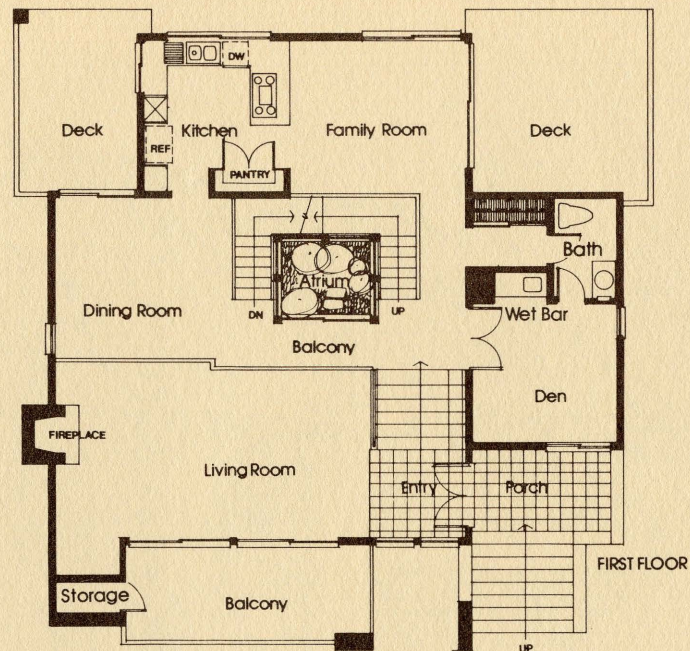 DW
Deck
Kitchen
Family Room
Deck
REF
PANTRY
Bath
Atrium
Dining Room
DN
UP
Wet Bar
Balcony
Den
FIREPLACE
Living Room
Entry
Porch
FIRST FLOOR
Storage
Balcony
UP